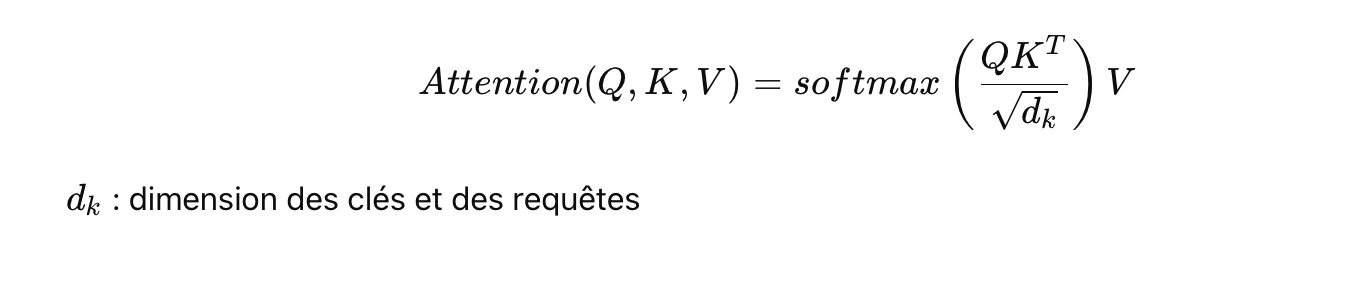 Attention(Q, K, V) = softmax(QK^T / √d_k) V
d_k : dimension des clés et des requêtes